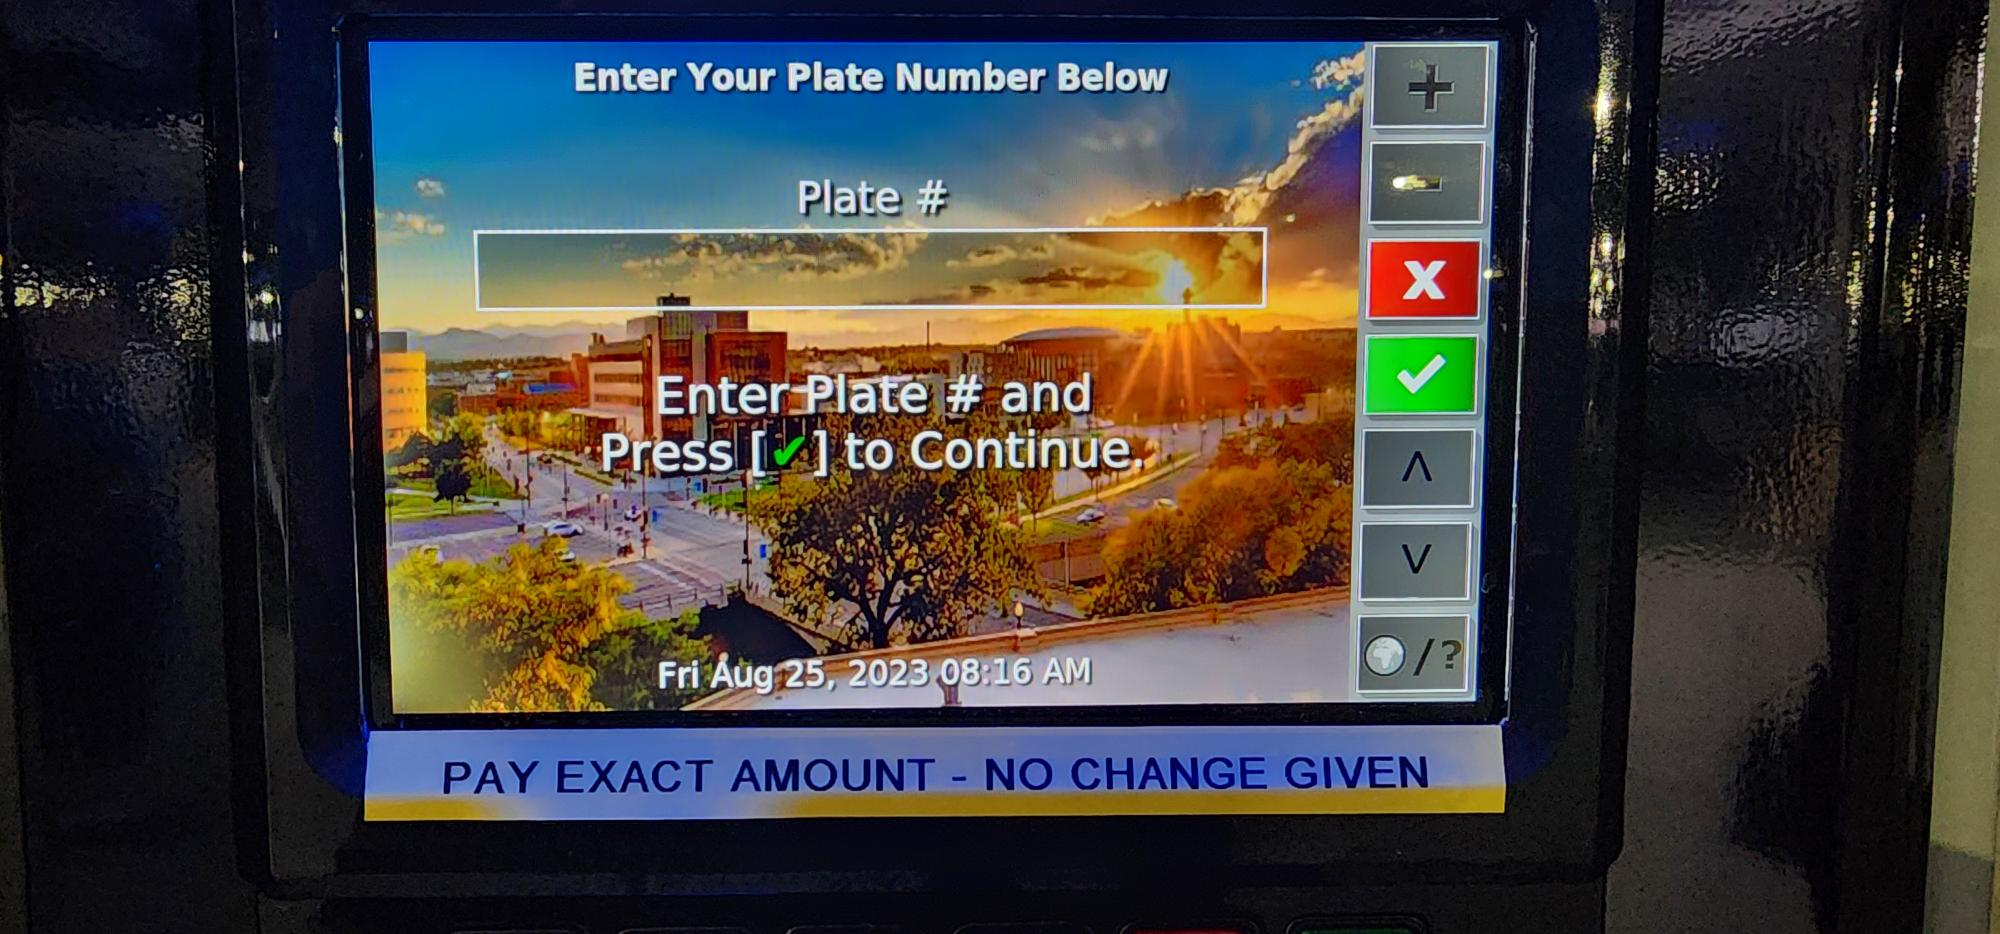 Enter Your Plate Number Below
Plate #
Enter Plate # and
Press [✔] to Continue.
Fri Aug 25, 2023 08:16 AM
+
-
X
✔
Λ
V
/?
PAY EXACT AMOUNT - NO CHANGE GIVEN